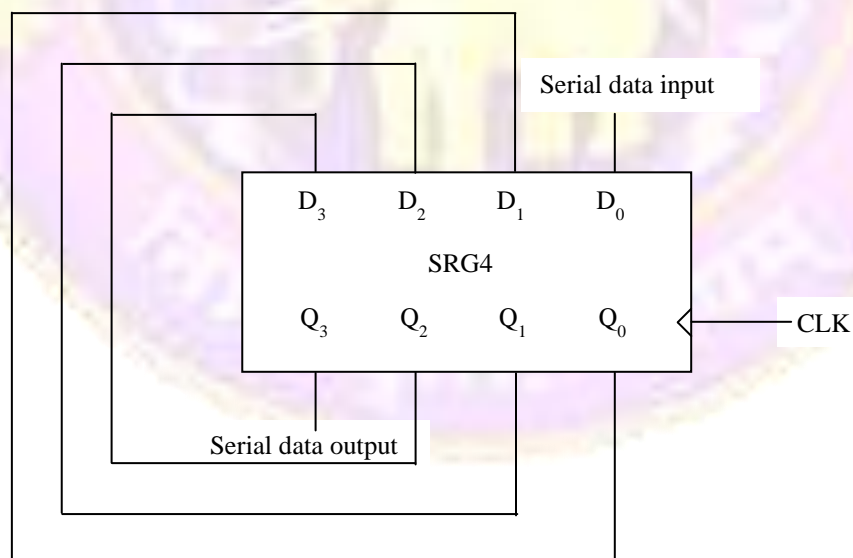 Serial data input
D₃ D₂ D₁ D₀
SRG4
Q₃ Q₂ Q₁ Q₀
CLK
Serial data output